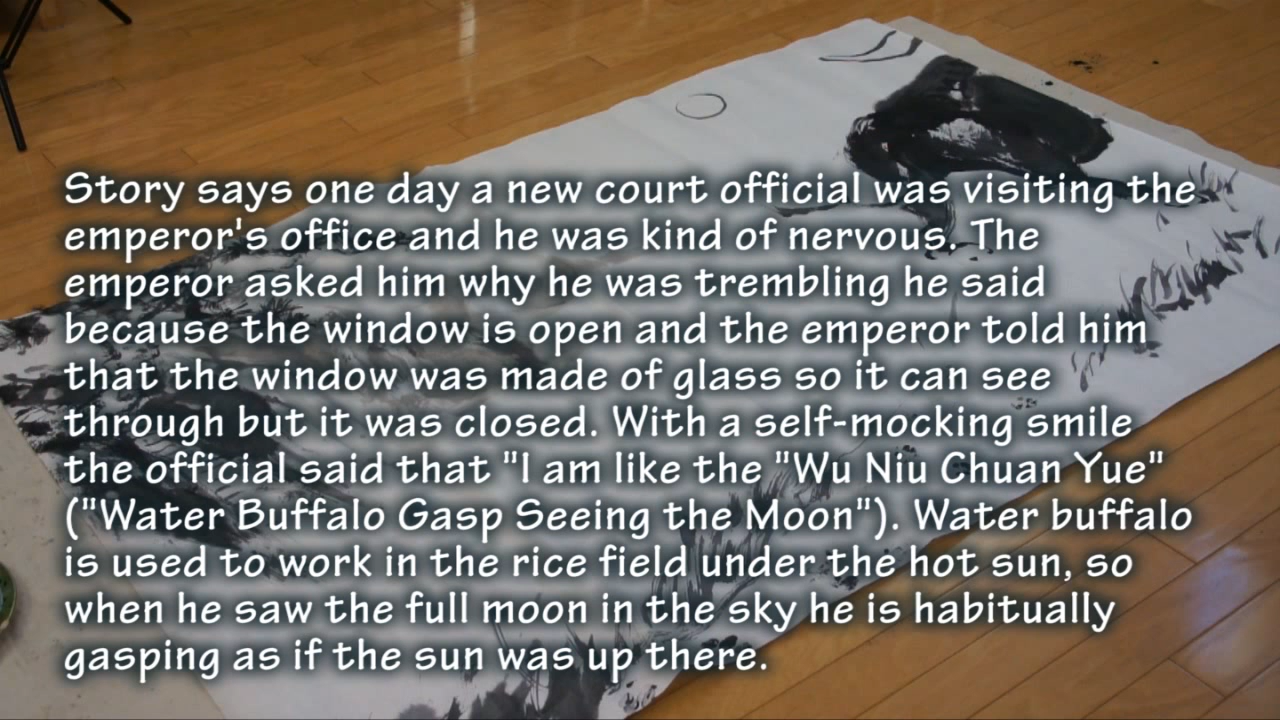 Story says one day a new court official was visiting the
emperor's office and he was kind of nervous. The
emperor asked him why he was trembling he said
because the window is open and the emperor told him
that the window was made of glass so it can see
through but it was closed. With a self-mocking smile
the official said that "I am like the "Wu Niu Chuan Yue"
("Water Buffalo Gasp Seeing the Moon"). Water buffalo
is used to work in the rice field under the hot sun, so
when he saw the full moon in the sky he is habitually
gasping as if the sun was up there.